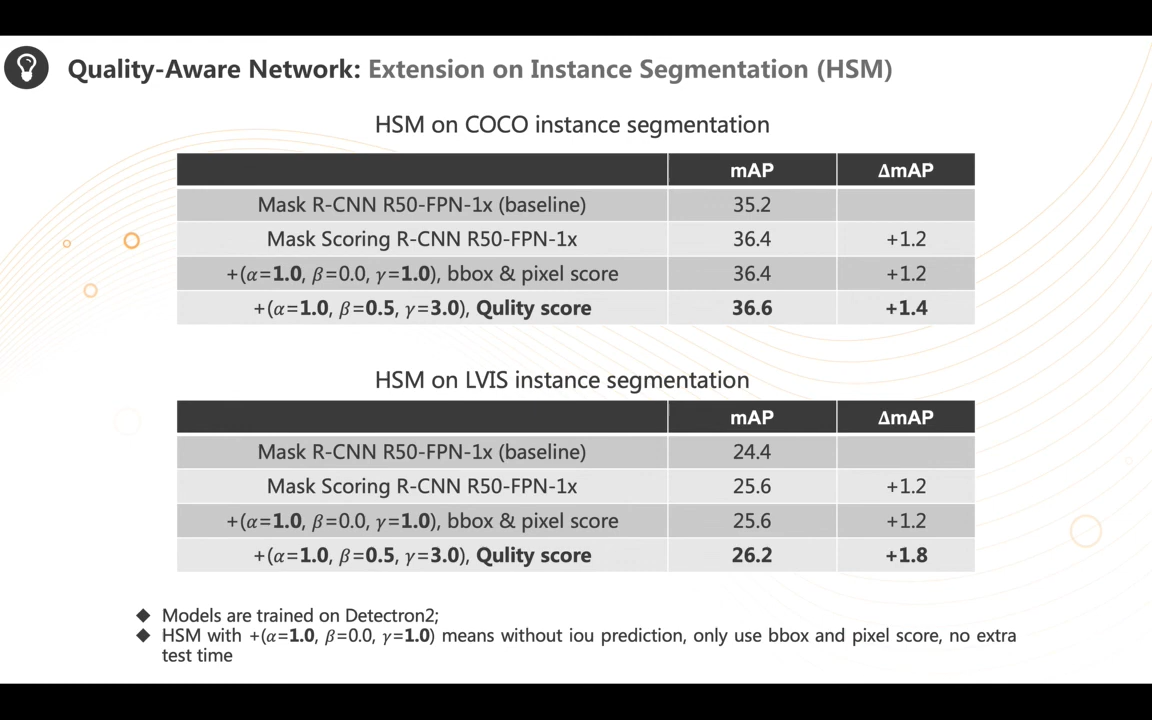 Quality-Aware Network: Extension on Instance Segmentation (HSM)
HSM on COCO instance segmentation
mAP ΔmAP
Mask R-CNN R50-FPN-1x (baseline) 35.2
Mask Scoring R-CNN R50-FPN-1x 36.4 +1.2
+(α=1.0, β=0.0, γ=1.0), bbox & pixel score 36.4 +1.2
+(α=1.0, β=0.5, γ=3.0), Qulity score 36.6 +1.4
HSM on LVIS instance segmentation
mAP ΔmAP
Mask R-CNN R50-FPN-1x (baseline) 24.4
Mask Scoring R-CNN R50-FPN-1x 25.6 +1.2
+(α=1.0, β=0.0, γ=1.0), bbox & pixel score 25.6 +1.2
+(α=1.0, β=0.5, γ=3.0), Qulity score 26.2 +1.8
◆ Models are trained on Detectron2;
◆ HSM with +(α=1.0, β=0.0, γ=1.0) means without iou prediction, only use bbox and pixel score, no extra
test time